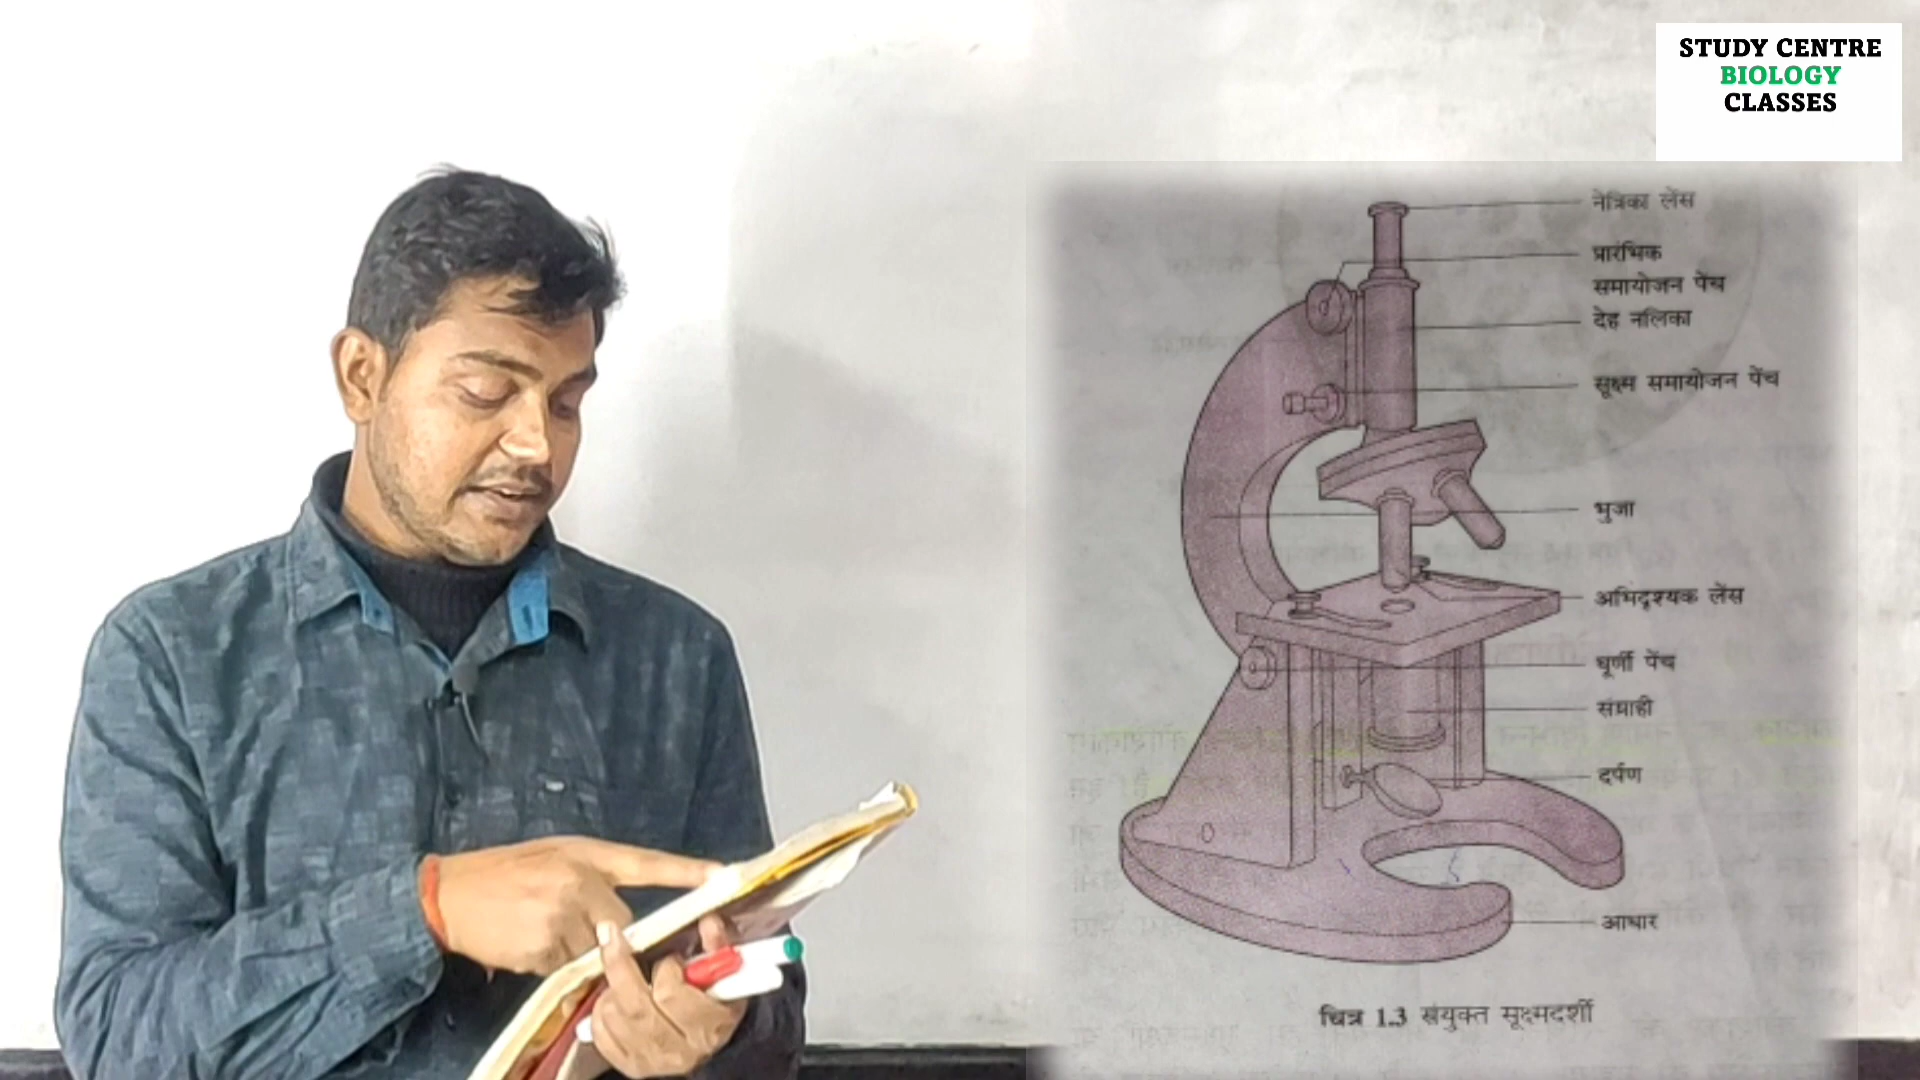 STUDY CENTRE
BIOLOGY
CLASSES
नेत्रिका लेंस
प्रारंभिक
समायोजन पेंच
देह नलिका
सूक्ष्म समायोजन पेंच
भुजा
अभिदृश्यक लेंस
घूर्णी पेंच
संग्राही
दर्पण
आधार
चित्र 1.3 संयुक्त सूक्ष्मदर्शी